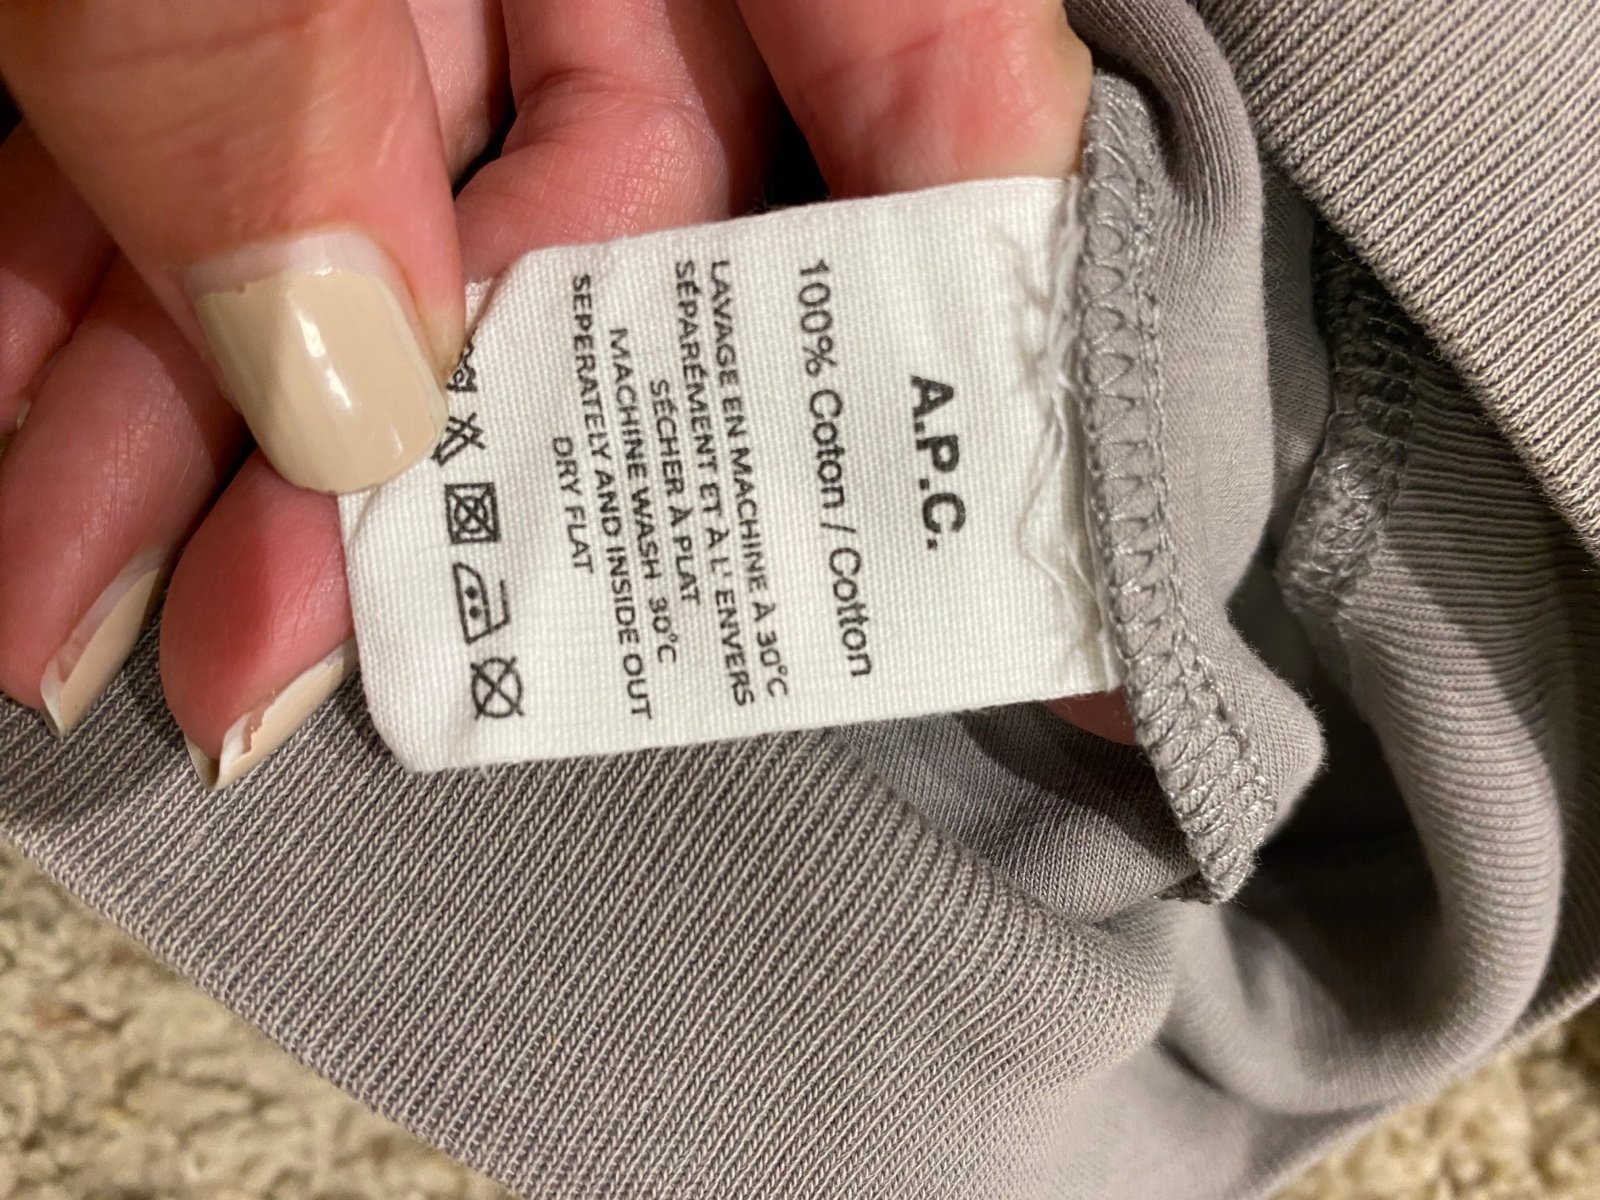 A.P.C.
100% Coton / Cotton
LAVAGE EN MACHINE À 30°C
SÉPARÉMENT ET À L' ENVERS
SÉCHER À PLAT
MACHINE WASH 30°C
SEPERATELY AND INSIDE OUT
DRY FLAT